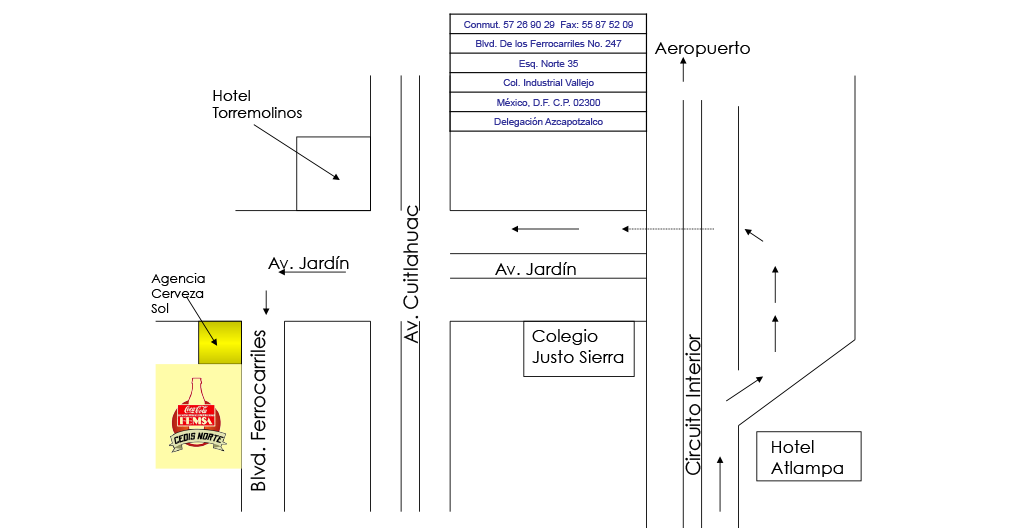 Conmut. 57 26 90 29 Fax: 55 87 52 09
Blvd. De los Ferrocarriles No. 247
Esq. Norte 35
Col. Industrial Vallejo
México, D.F. C.P. 02300
Delegación Azcapotzalco
Aeropuerto
Hotel
Torremolinos
Av. Cuitlahuac
Av. Jardín
Av. Jardín
Agencia
Cerveza
Sol
Colegio
Justo Sierra
Blvd. Ferrocarriles
Circuito Interior
Coca-Cola
FEMSA
CEDIS NORTE
Hotel
Atlampa